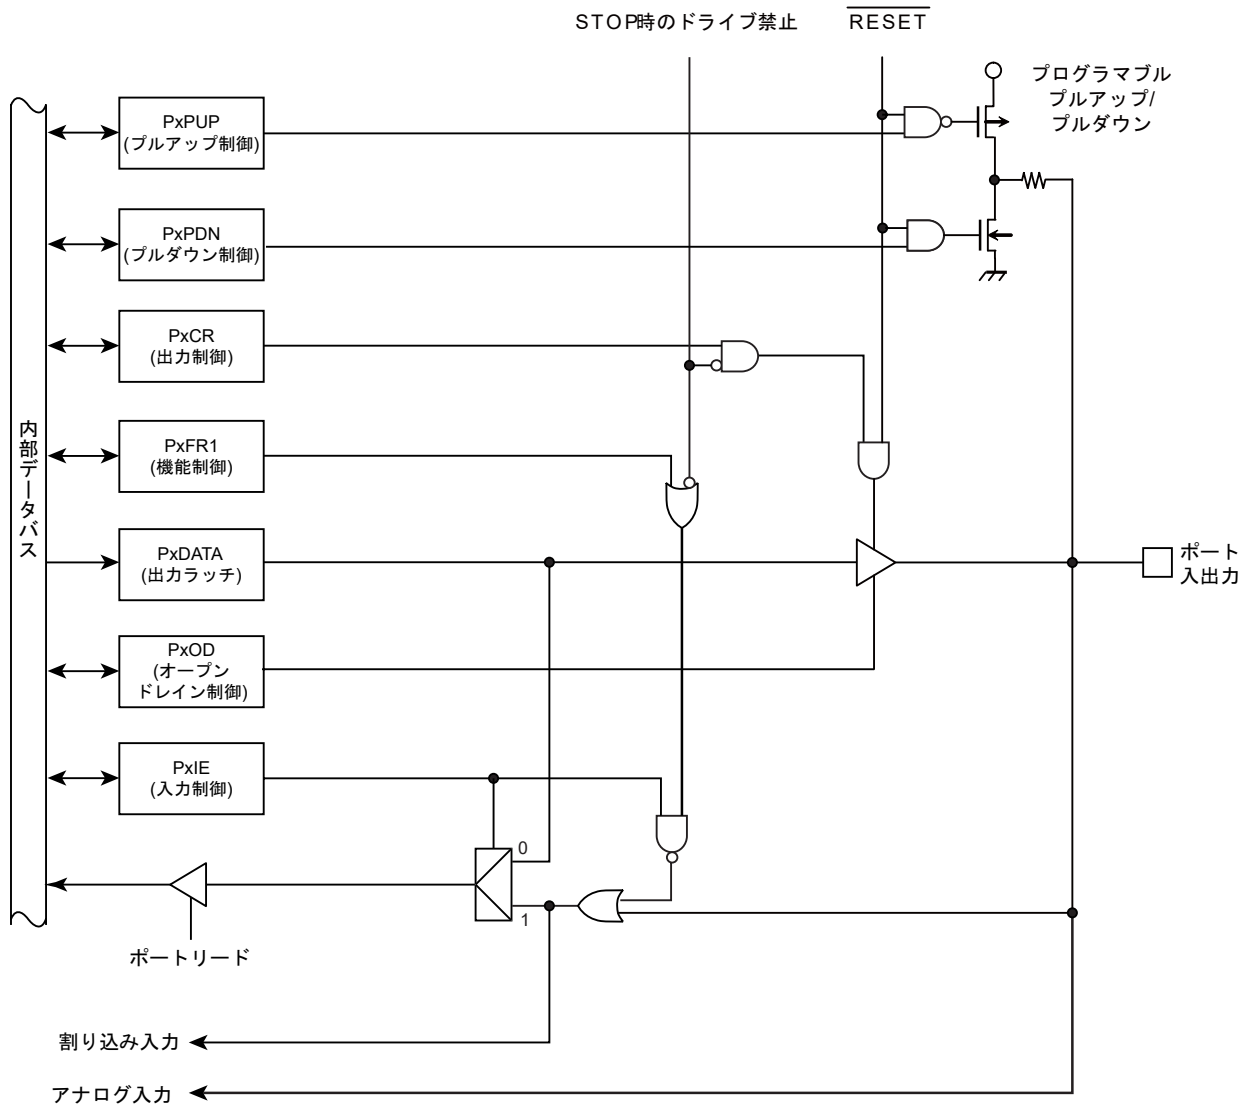 STOP時のドライブ禁止
RESET
プログラマブル
プルアップ/
プルダウン
PxPUP
(プルアップ制御)
PxPDN
(プルダウン制御)
PxCR
(出力制御)
内部データバス
PxFR1
(機能制御)
PxDATA
(出力ラッチ)
ポート
入出力
PxOD
(オープン
ドレイン制御)
PxIE
(入力制御)
0
1
ポートリード
割り込み入力
アナログ入力